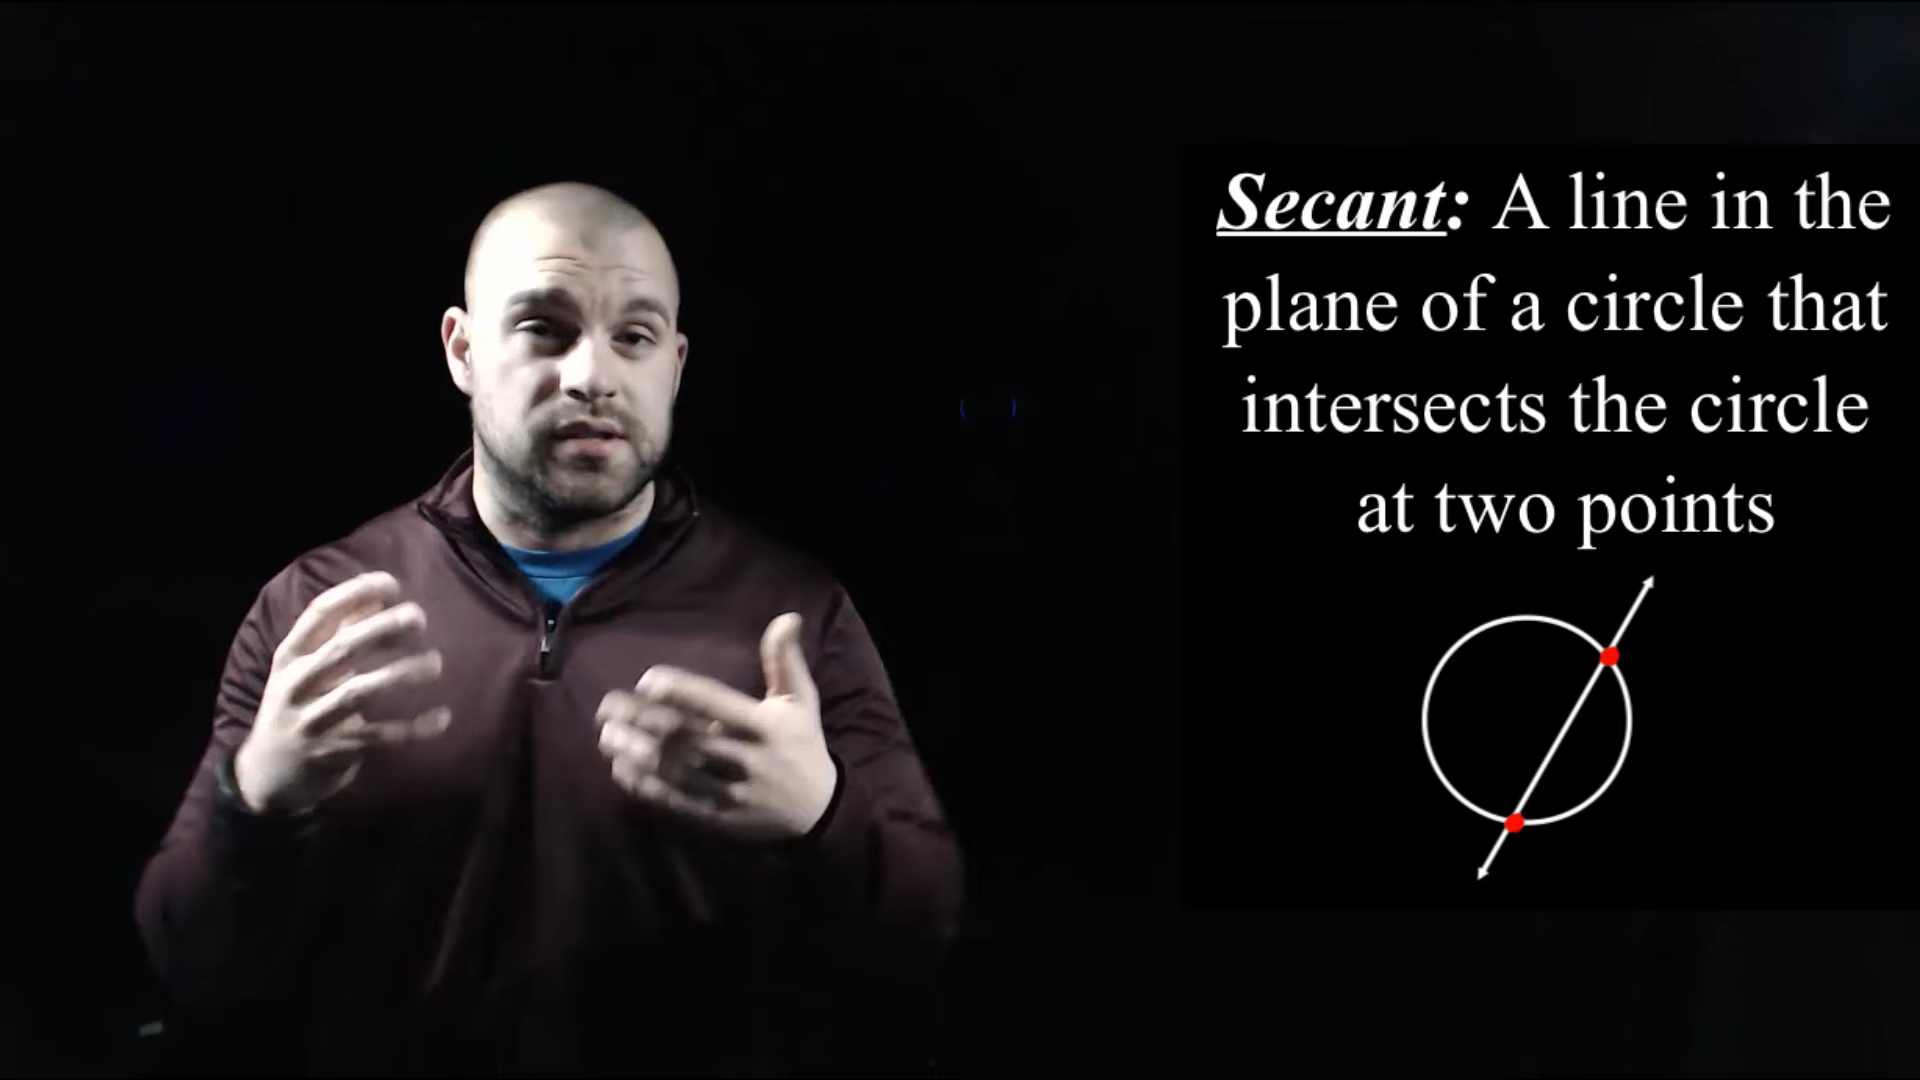 Secant: A line in the
plane of a circle that
intersects the circle
at two points